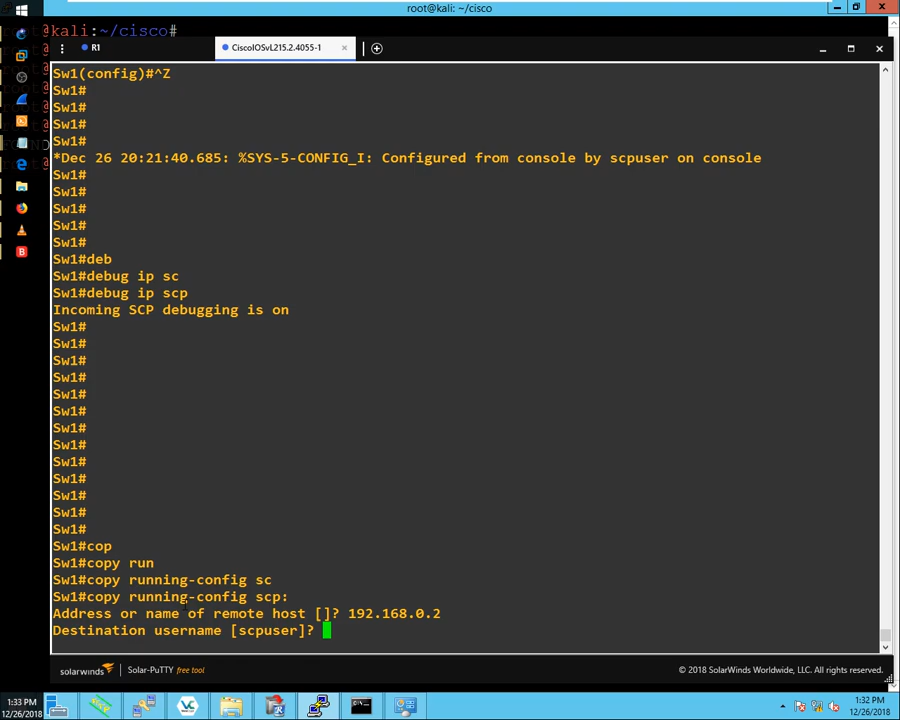 root@kali: ~/cisco
kali:~/cisco#
R1
CiscoIOSvL215.2.4055-1
Sw1(config)#^Z
Sw1#
Sw1#
Sw1#
Sw1#
*Dec 26 20:21:40.685: %SYS-5-CONFIG_I: Configured from console by scpuser on console
Sw1#
Sw1#
Sw1#
Sw1#
Sw1#
Sw1#deb
Sw1#debug ip sc
Sw1#debug ip scp
Incoming SCP debugging is on
Sw1#
Sw1#
Sw1#
Sw1#
Sw1#
Sw1#
Sw1#
Sw1#
Sw1#
Sw1#
Sw1#
Sw1#
Sw1#
Sw1#cop
Sw1#copy run
Sw1#copy running-config sc
Sw1#copy running-config scp:
Address or name of remote host []? 192.168.0.2
Destination username [scpuser]?
solarwinds
Solar-PuTTY free tool
© 2018 SolarWinds Worldwide, LLC. All rights reserved.
1:33 PM
12/26/2018
1:32 PM
12/26/2018